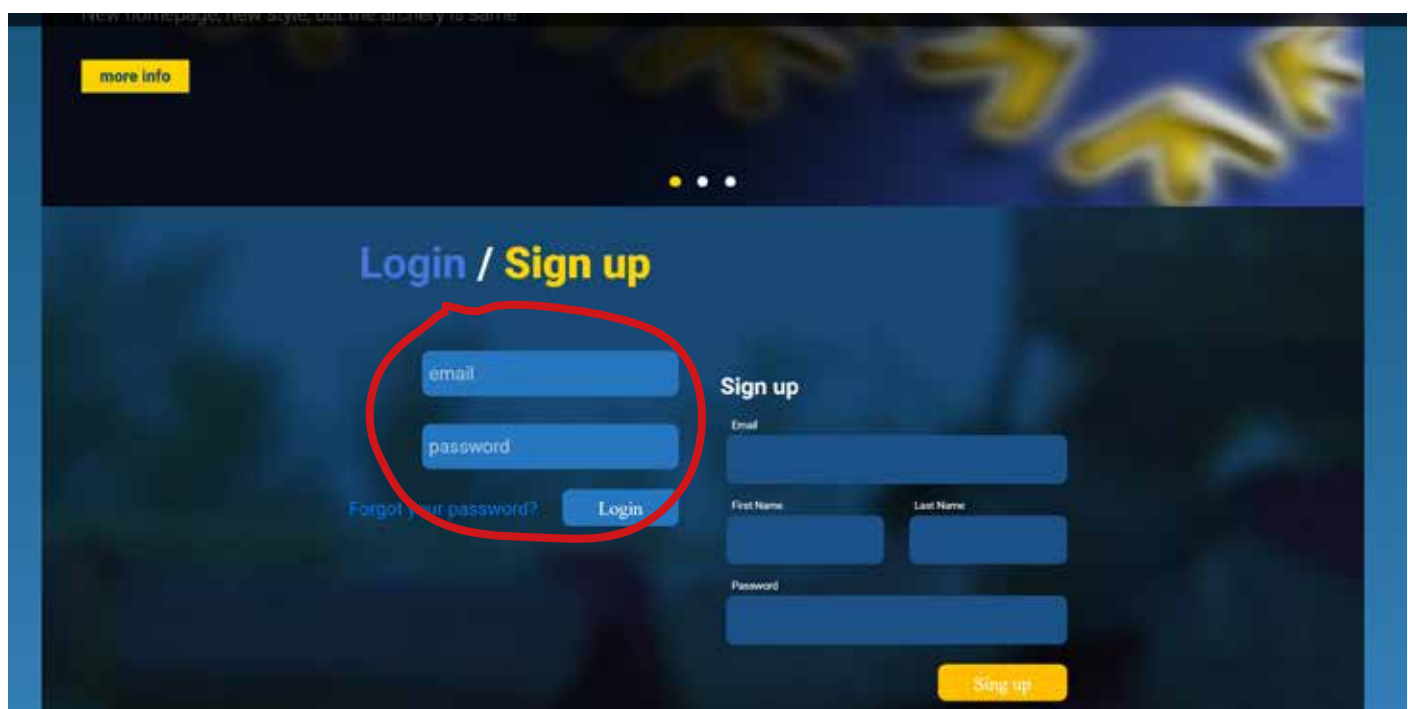 New homepage, new style, but the archery is same
more info
Login / Sign up
email
password
Forgot your password?
Login
Sign up
Email
First Name
Last Name
Password
Sing up